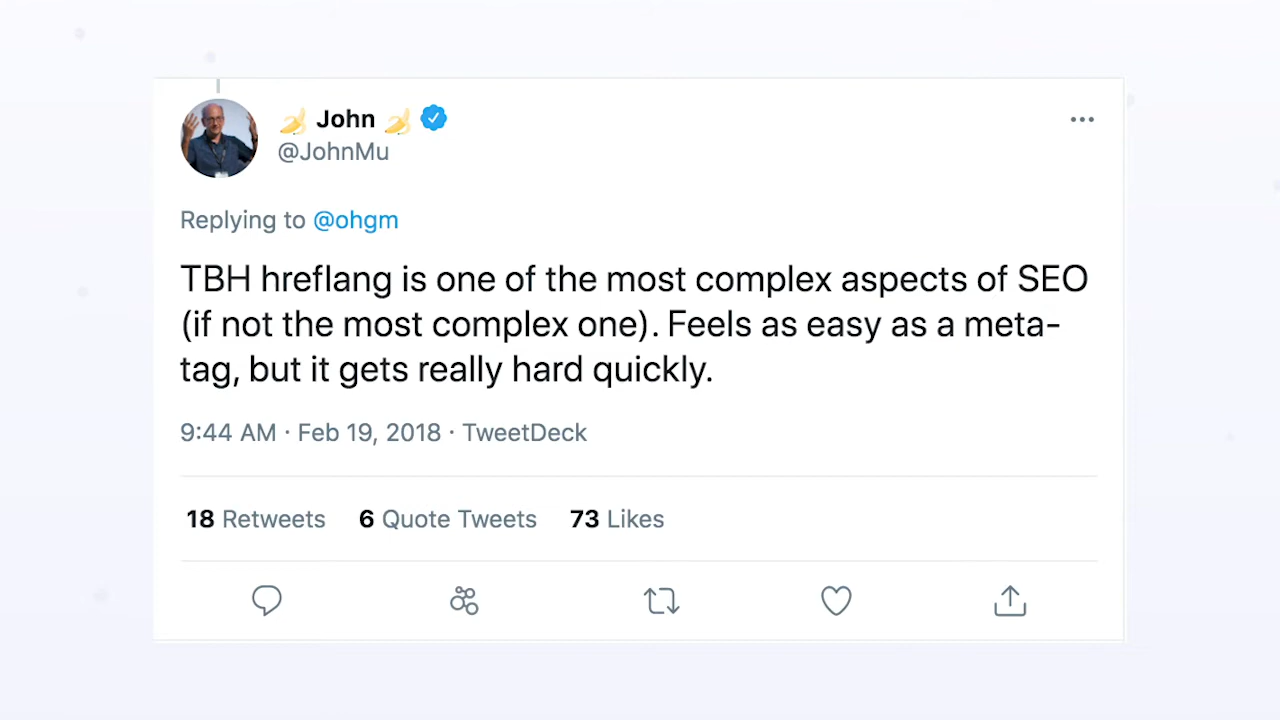 🍌 John 🍌
@JohnMu
Replying to @ohgm
TBH hreflang is one of the most complex aspects of SEO
(if not the most complex one). Feels as easy as a meta-
tag, but it gets really hard quickly.
9:44 AM · Feb 19, 2018 · TweetDeck
18 Retweets 6 Quote Tweets 73 Likes